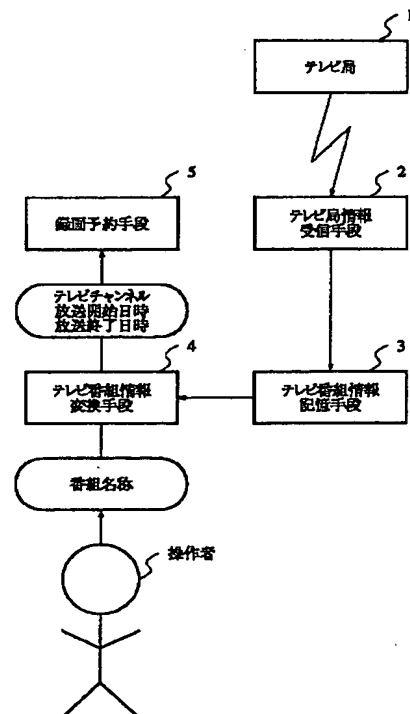 1
テレビ局
2
テレビ局情報
受信手段
5
録画予約手段
テレビチャンネル
放送開始日時
放送終了日時
4
テレビ番組情報
変換手段
3
テレビ番組情報
記憶手段
番組名称
操作者